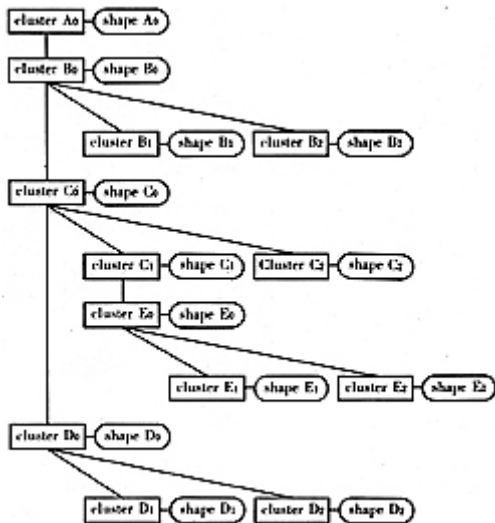 cluster A₀ shape A₀
cluster B₀ shape B₀
cluster B₁ shape B₁ cluster B₂ shape B₂
cluster C₀ shape C₀
cluster C₁ shape C₁ Cluster C₂ shape C₂
cluster E₀ shape E₀
cluster E₁ shape E₁ cluster E₂ shape E₂
cluster D₀ shape D₀
cluster D₁ shape D₁ cluster D₂ shape D₂